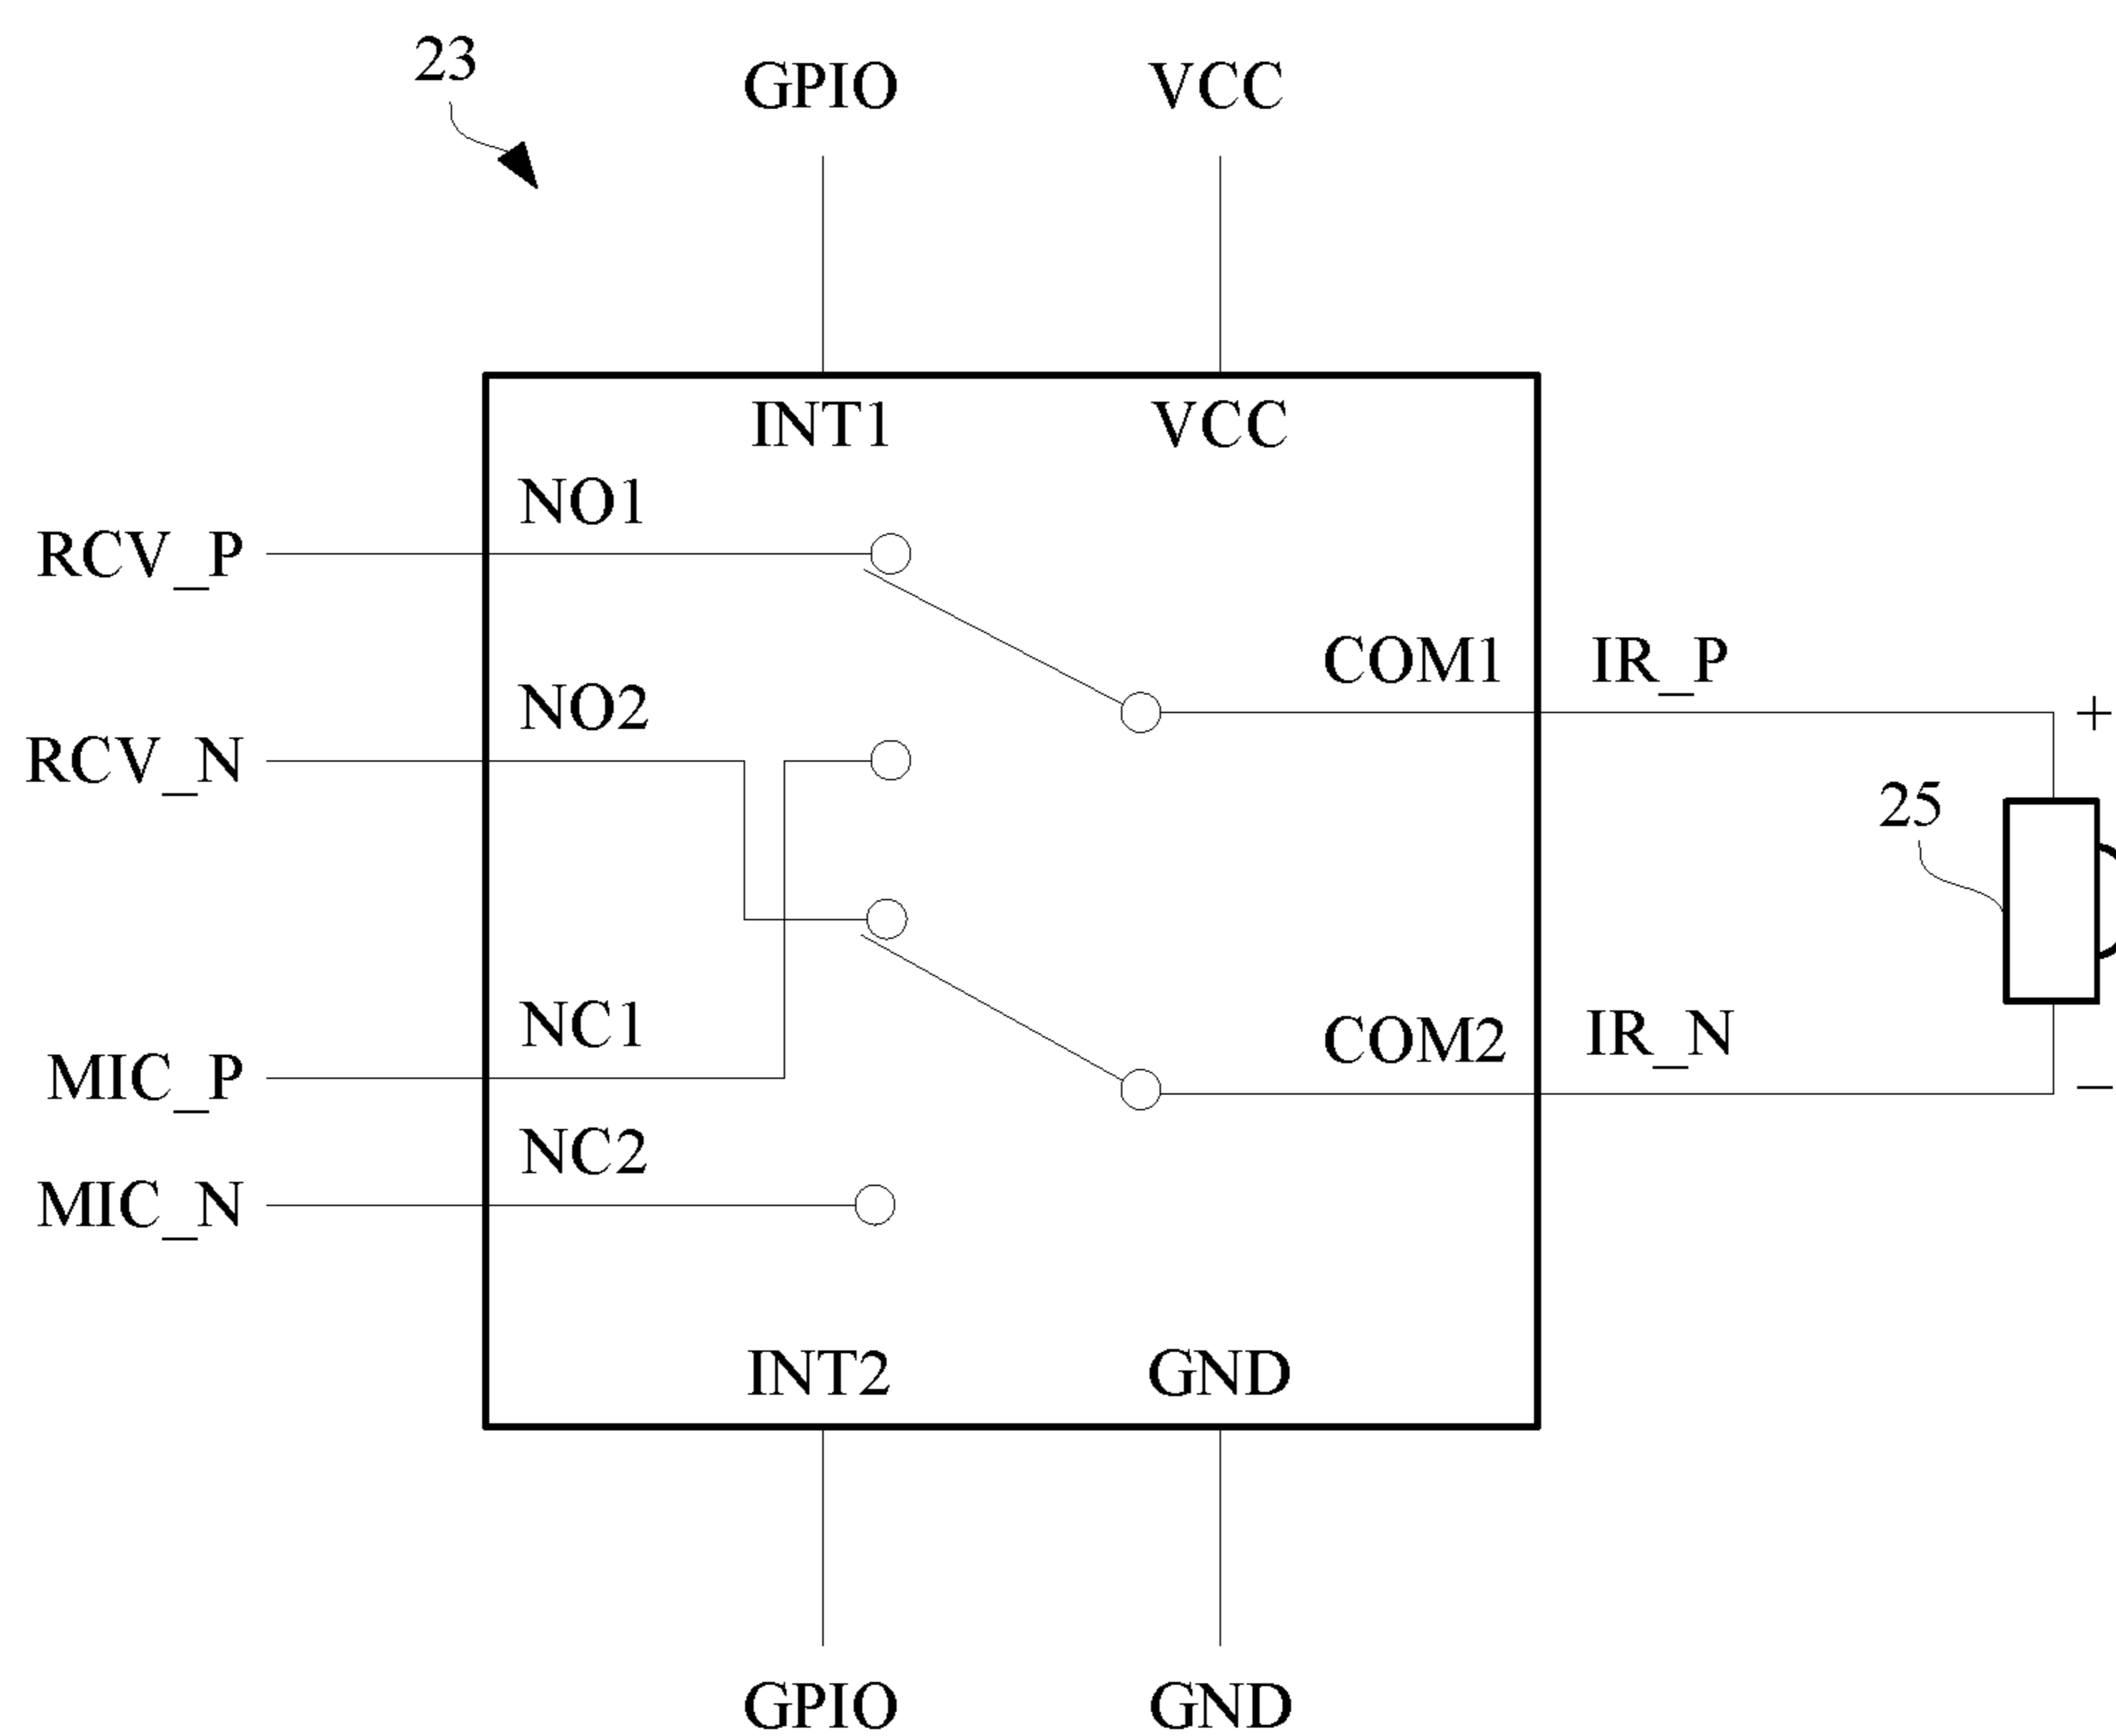 23
GPIO
VCC
INT1
VCC
NO1
RCV_P
COM1
IR_P
NO2
+
RCV_N
25
NC1
COM2
IR_N
MIC_P
−
NC2
MIC_N
INT2
GND
GPIO
GND